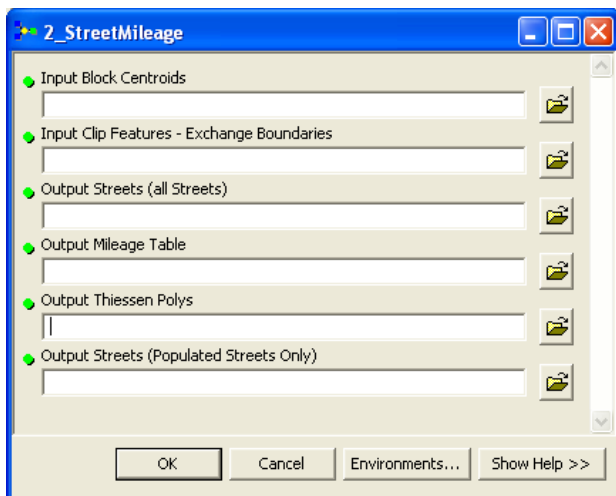 2_StreetMileage
Input Block Centroids
Input Clip Features - Exchange Boundaries
Output Streets (all Streets)
Output Mileage Table
Output Thiessen Polys
Output Streets (Populated Streets Only)
OK Cancel Environments... Show Help >>